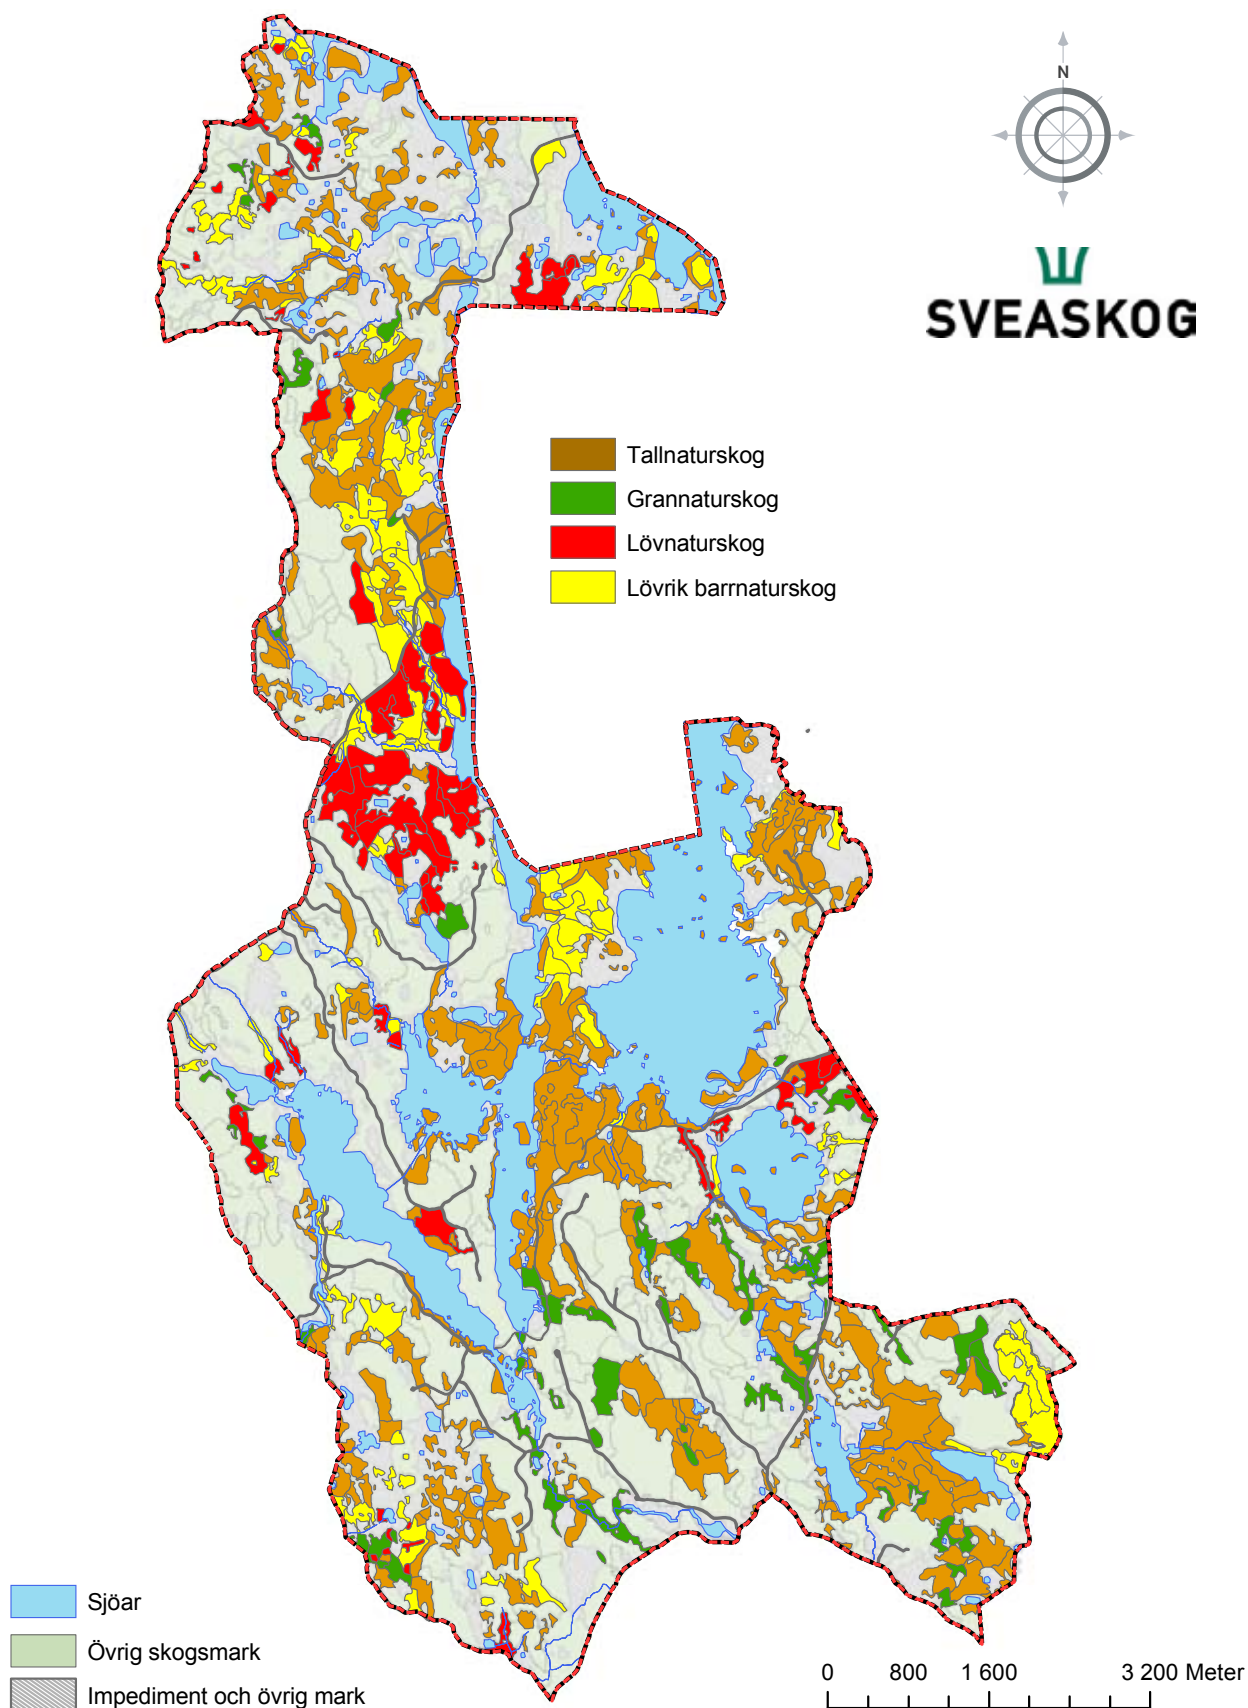 N
SVEASKOG
Tallnaturskog
Grannaturskog
Lövnaturskog
Lövrik barrnaturskog
Sjöar
Övrig skogsmark
Impediment och övrig mark
0 800 1 600 3 200 Meter